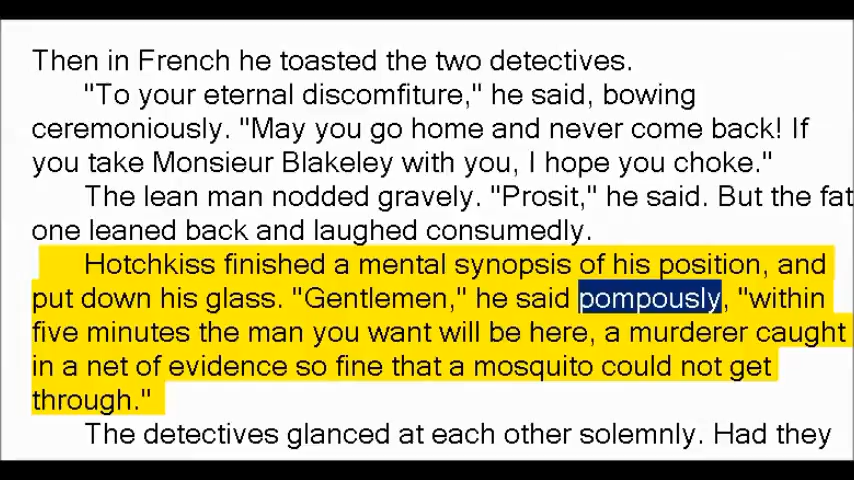 Then in French he toasted the two detectives.
"To your eternal discomfiture," he said, bowing
ceremoniously. "May you go home and never come back! If
you take Monsieur Blakeley with you, I hope you choke."
The lean man nodded gravely. "Prosit," he said. But the fat
one leaned back and laughed consumedly.
Hotchkiss finished a mental synopsis of his position, and
put down his glass. "Gentlemen," he said pompously, "within
five minutes the man you want will be here, a murderer caught
in a net of evidence so fine that a mosquito could not get
through."
The detectives glanced at each other solemnly. Had they